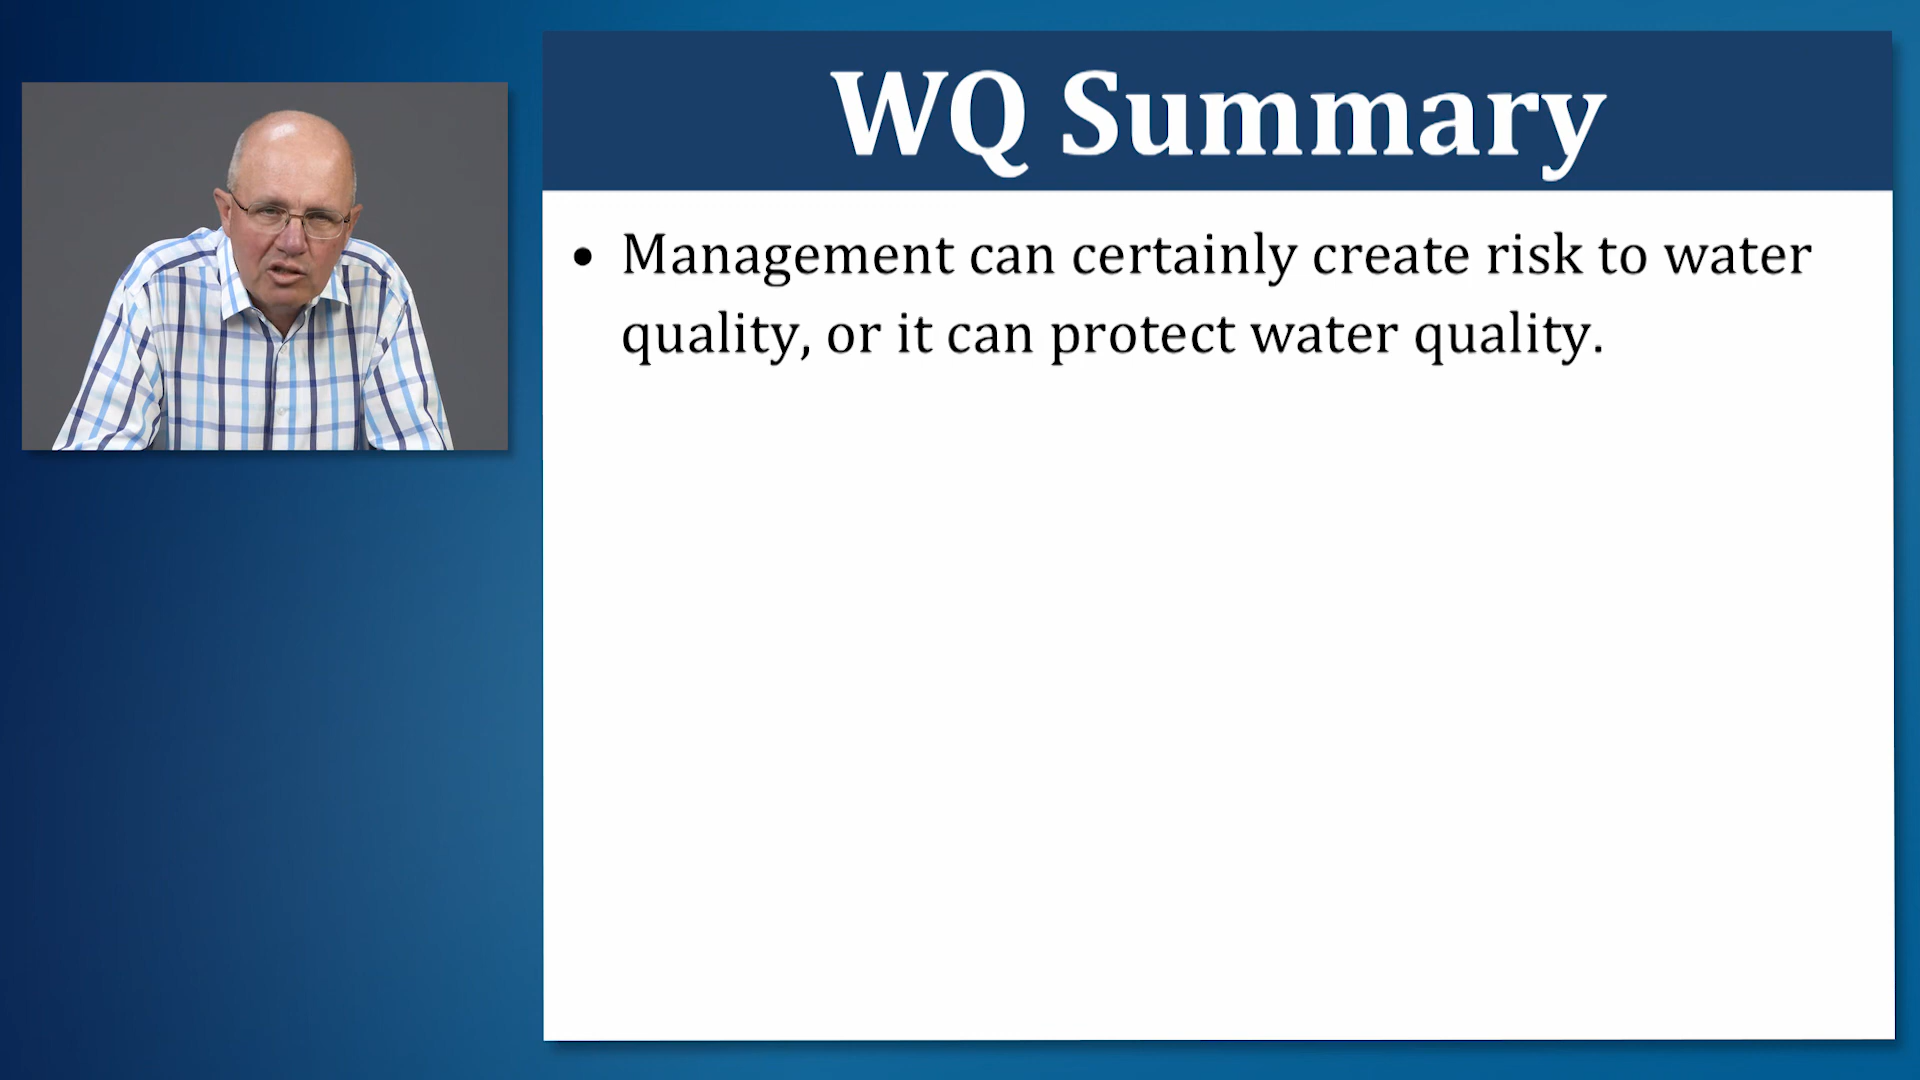 WQ Summary
• Management can certainly create risk to water
quality, or it can protect water quality.